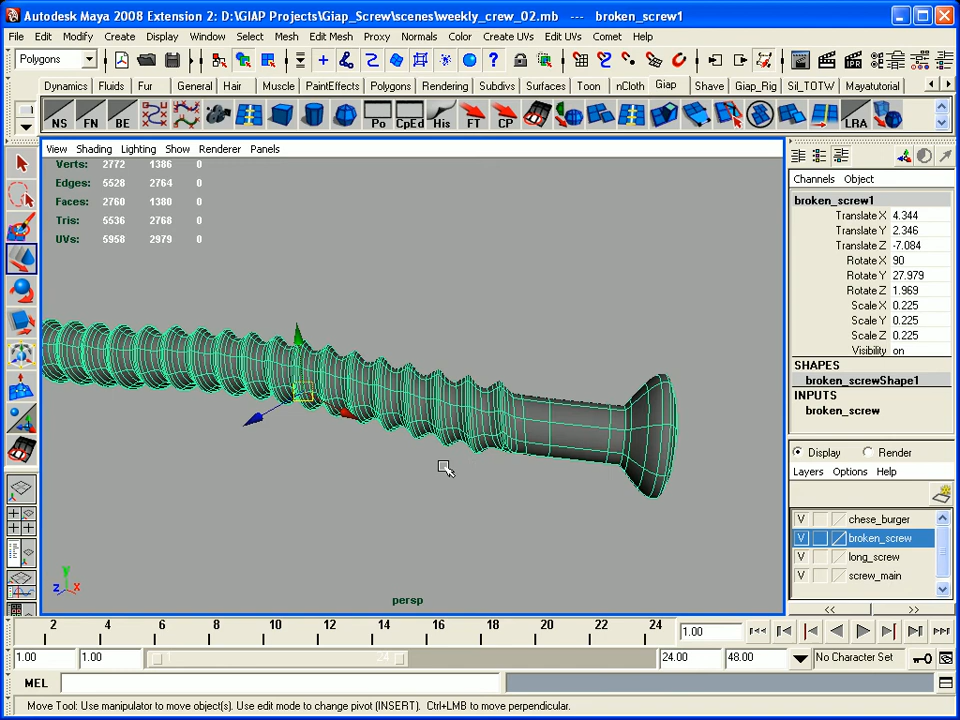 Autodesk Maya 2008 Extension 2: D:\GIAP Projects\Giap_Screw\scenes\weekly_crew_02.mb --- broken_screw1
File Edit Modify Create Display Window Select Mesh Edit Mesh Proxy Normals Color Create UVs Edit UVs Comet Help
Polygons
Dynamics Fluids Fur General Hair Muscle PaintEffects Polygons Rendering Subdivs Surfaces Toon nCloth Giap Shave Giap_Rig Sil_TOTW Mayatutorial
NS FN BE Po CpEd His FT CP LRA
View Shading Lighting Show Renderer Panels
Verts: 2772 1386 0
Edges: 5528 2764 0
Faces: 2760 1380 0
Tris: 5536 2768 0
UVs: 5958 2979 0
y
z x
persp
Channels Object
broken_screw1
Translate X 4.344
Translate Y 2.346
Translate Z -7.084
Rotate X 90
Rotate Y 27.979
Rotate Z 1.969
Scale X 0.225
Scale Y 0.225
Scale Z 0.225
Visibility on
SHAPES
broken_screwShape1
INPUTS
broken_screw
Display Render
Layers Options Help
V chese_burger
V broken_screw
V long_screw
V screw_main
<< >>
2 4 6 8 10 12 14 16 18 20 22 24 1.00
1.00 1.00 24 24.00 48.00 No Character Set
MEL
Move Tool: Use manipulator to move object(s). Use edit mode to change pivot (INSERT). Ctrl+LMB to move perpendicular.